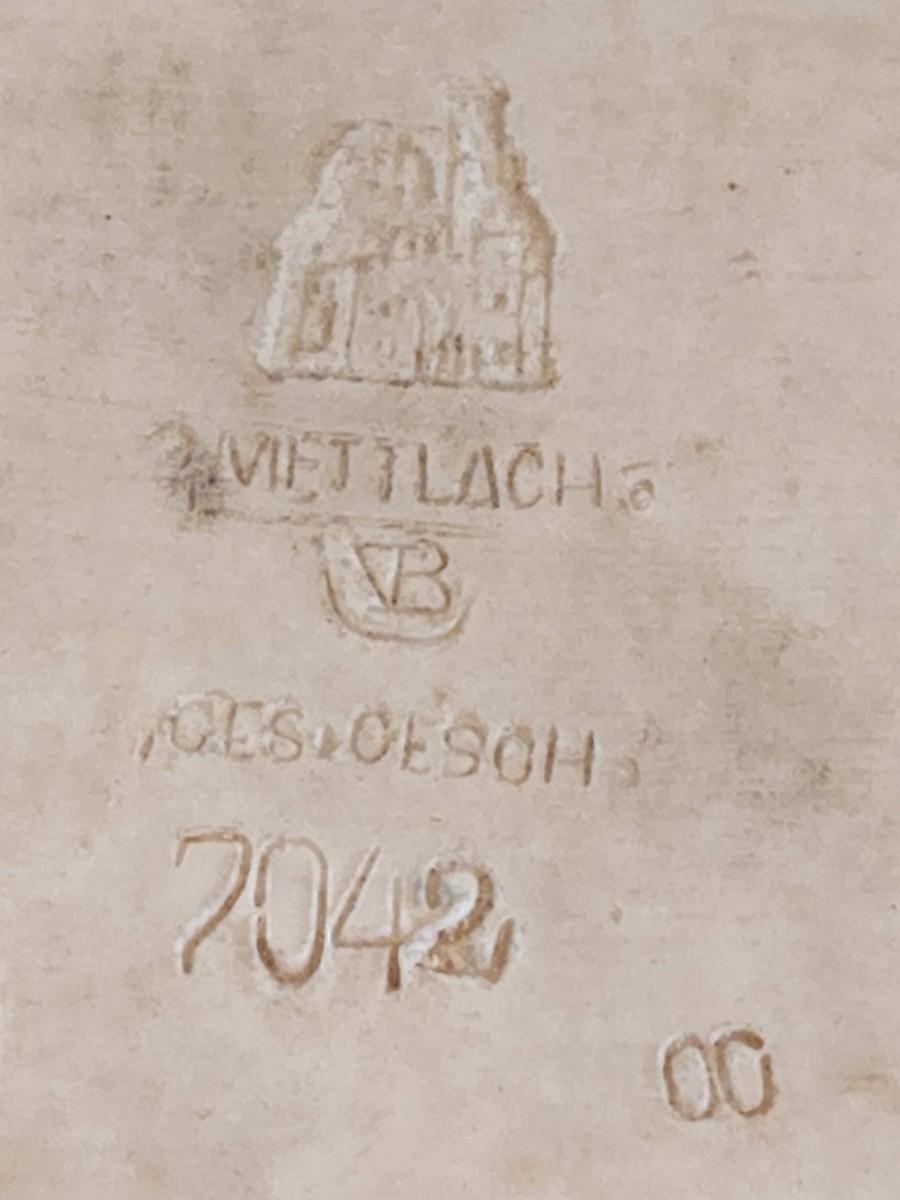 METTLACH
VB
GES.GESCH.
7042
00